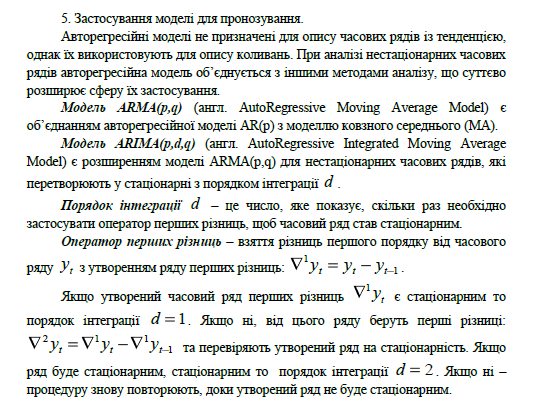 5. Застосування моделі для прогнозування.
Авторегресійні моделі не призначені для опису часових рядів із тенденцією,
однак їх використовують для опису коливань. При аналізі нестаціонарних часових
рядів авторегресійна модель об’єднується з іншими методами аналізу, що суттєво
розширює сферу їх застосування.
Модель ARMA(p,q) (англ. AutoRegressive Moving Average Model) є
об’єднанням авторегресійної моделі AR(p) з моделлю ковзного середнього (MA).
Модель ARIMA(p,d,q) (англ. AutoRegressive Integrated Moving Average
Model) є розширенням моделі ARMA(p,q) для нестаціонарних часових рядів, які
перетворюють у стаціонарні з порядком інтеграції d .
Порядок інтеграції d – це число, яке показує, скільки раз необхідно
застосувати оператор перших різниць, щоб часовий ряд став стаціонарним.
Оператор перших різниць – взяття різниць першого порядку від часового
ряду yₜ з утворенням ряду перших різниць: ∇¹yₜ = yₜ − yₜ₋₁ .
Якщо утворений часовий ряд перших різниць ∇¹yₜ є стаціонарним то
порядок інтеграції d = 1 . Якщо ні, від цього ряду беруть перші різниці:
∇²yₜ = ∇¹yₜ − ∇¹yₜ₋₁ та перевіряють утворений ряд на стаціонарність. Якщо
ряд буде стаціонарним, стаціонарним то порядок інтеграції d = 2 . Якщо ні –
процедуру знову повторюють, доки утворений ряд не буде стаціонарним.